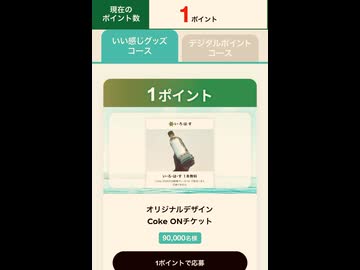 現在の
ポイント数
1ポイント
いい感じグッズ
コース
デジタルポイント
コース
1ポイント
い・ろ・は・す
い・ろ・は・す 1本無料
オリジナルデザイン
Coke ONチケット
90,000名様
1ポイントで応募